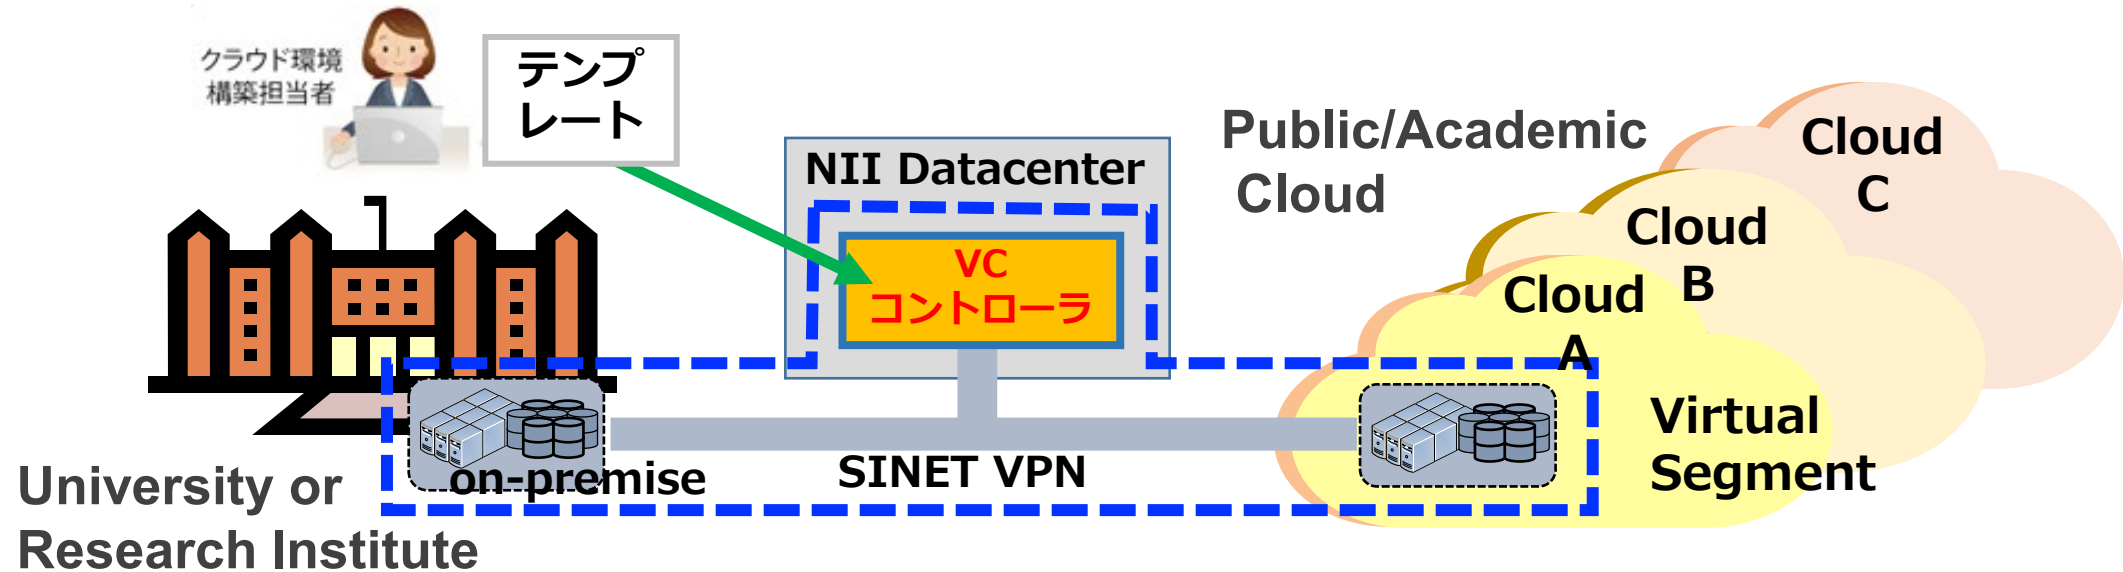 クラウド環境
構築担当者
テンプ
レート
NII Datacenter
VC
コントローラ
Public/Academic
Cloud
Cloud
C
Cloud
B
Cloud
A
Virtual
Segment
on-premise
SINET VPN
University or
Research Institute